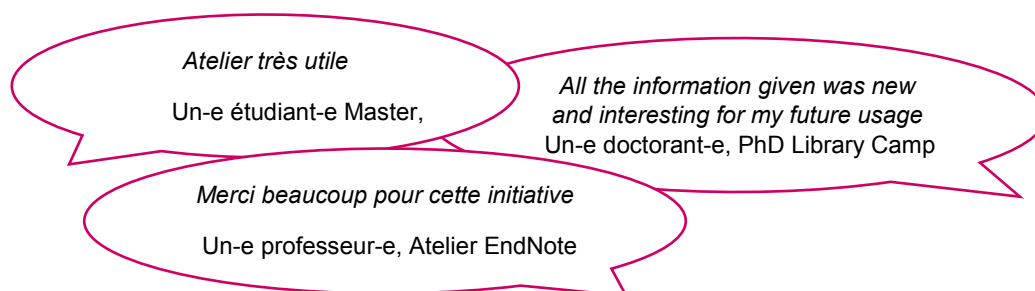 Atelier très utile
Un-e étudiant-e Master,
All the information given was new
and interesting for my future usage
Un-e doctorant-e, PhD Library Camp
Merci beaucoup pour cette initiative
Un-e professeur-e, Atelier EndNote